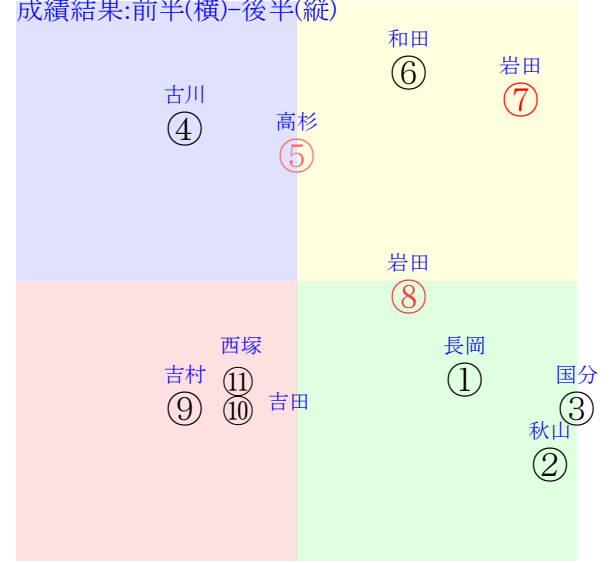 成績結果:前半(横)-後半(縦)
和田
⑥
岩田
⑦
古川
④
高杉
⑤
岩田
⑧
西塚
⑪
長岡
①
吉村
⑨
⑩
吉田
国分
③
秋山
②